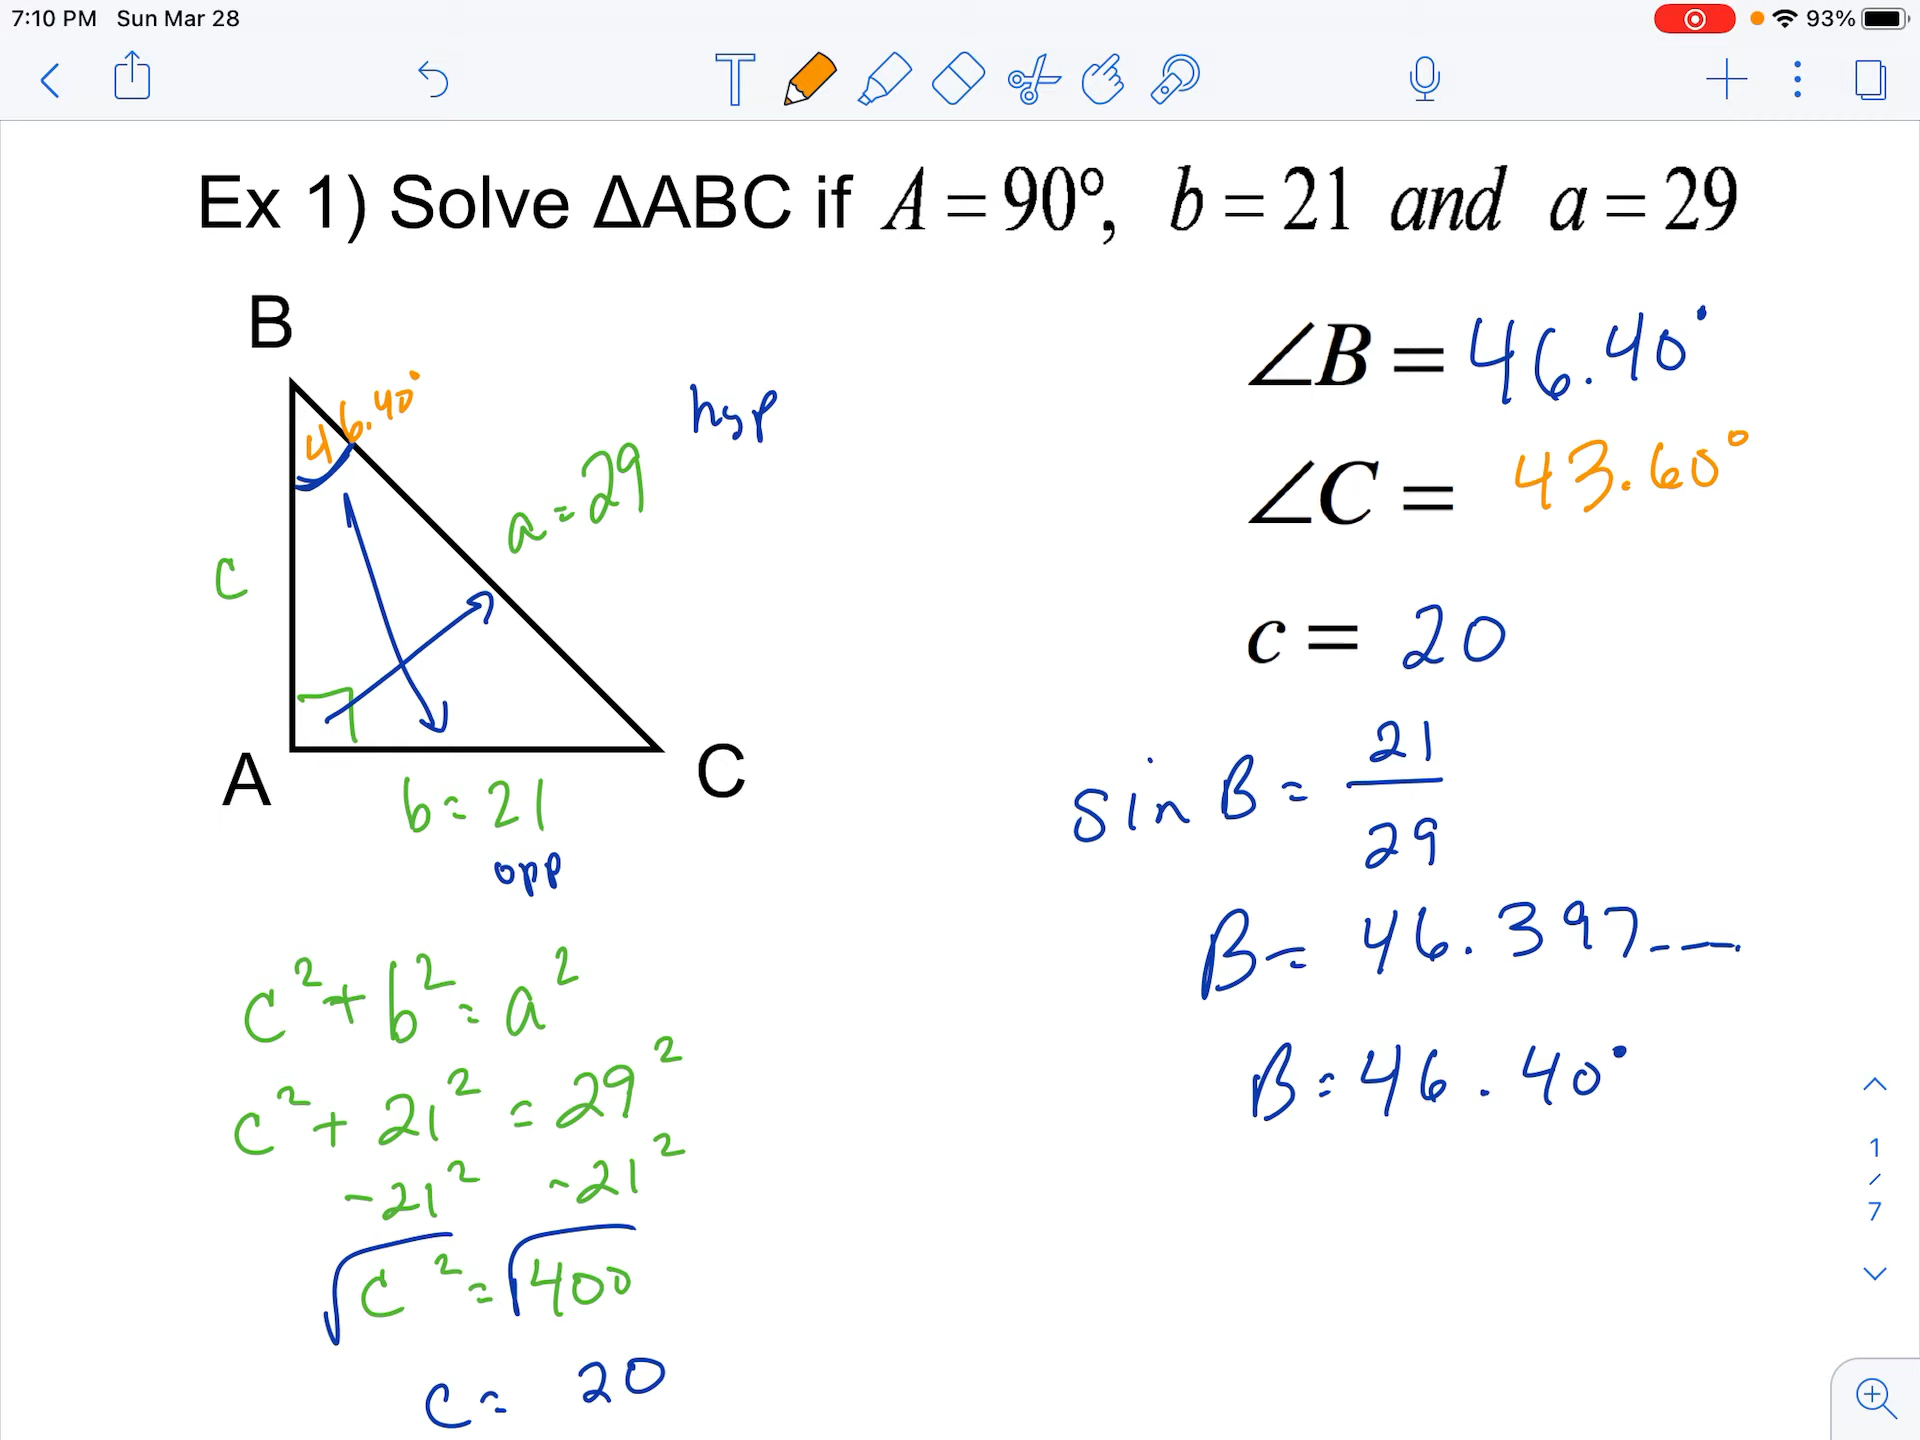 7:10 PM Sun Mar 28
93%
T
Ex 1) Solve ΔABC if A = 90°, b = 21 and a = 29
B
46.40°
hyp
a = 29
c
A
C
b = 21
opp
∠B = 46.40°
∠C = 43.60°
c = 20
sin B = 21/29
B = 46.397---
B = 46.40°
c² + b² = a²
c² + 21² = 29²
-21² -21²
√c² = √400
c = 20
1
/
7